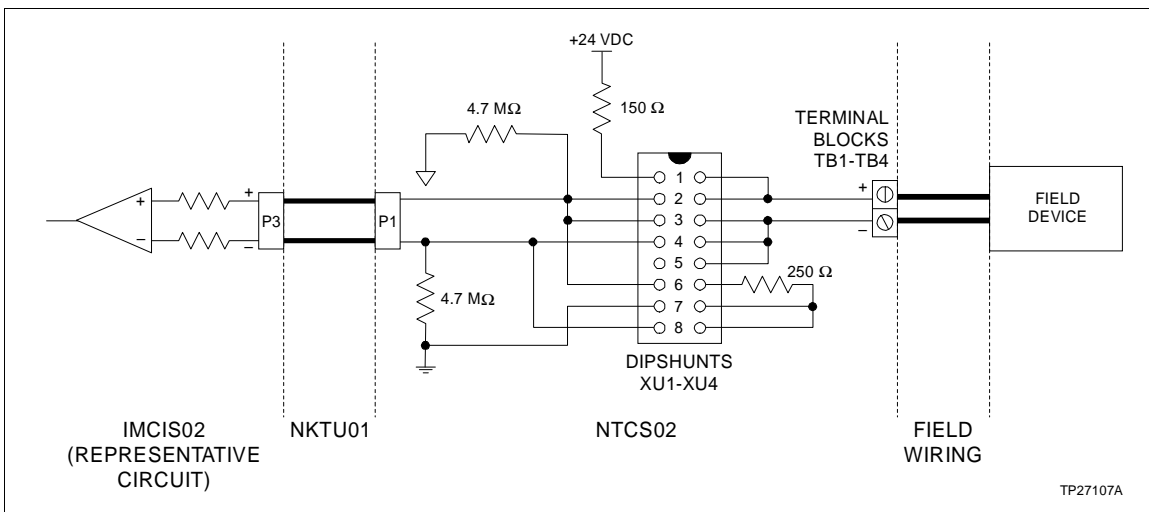 +24 VDC
4.7 MΩ
150 Ω
TERMINAL
BLOCKS
TB1-TB4
1
2
3
4
5
6
7
8
+
–
+
–
P3
P1
+
–
FIELD
DEVICE
250 Ω
4.7 MΩ
DIPSHUNTS
XU1-XU4
IMCIS02
(REPRESENTATIVE
CIRCUIT)
NKTU01
NTCS02
FIELD
WIRING
TP27107A